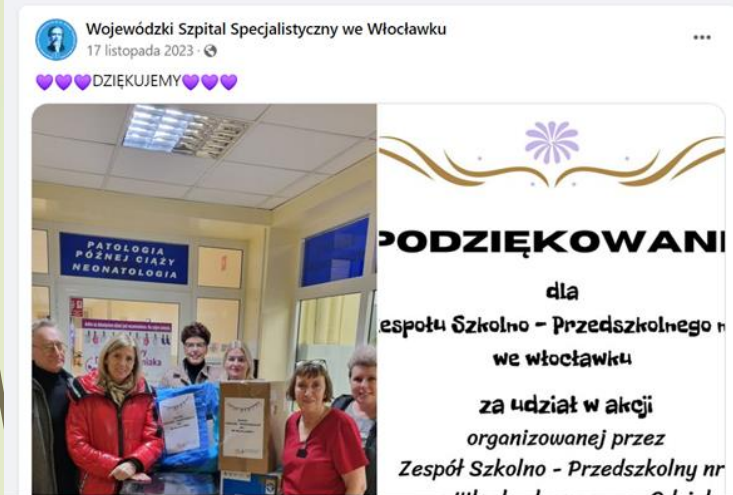 Wojewódzki Szpital Specjalistyczny we Włocławku
17 listopada 2023 ·
💜💜💜DZIĘKUJEMY💜💜💜
PATOLOGIA
PÓŹNEJ CIĄŻY
NEONATOLOGIA
PODZIĘKOWANI
dla
espołu Szkolno - Przedszkolnego n
we włocławku
za udział w akcji
organizowanej przez
Zespół Szkolno - Przedszkolny nr